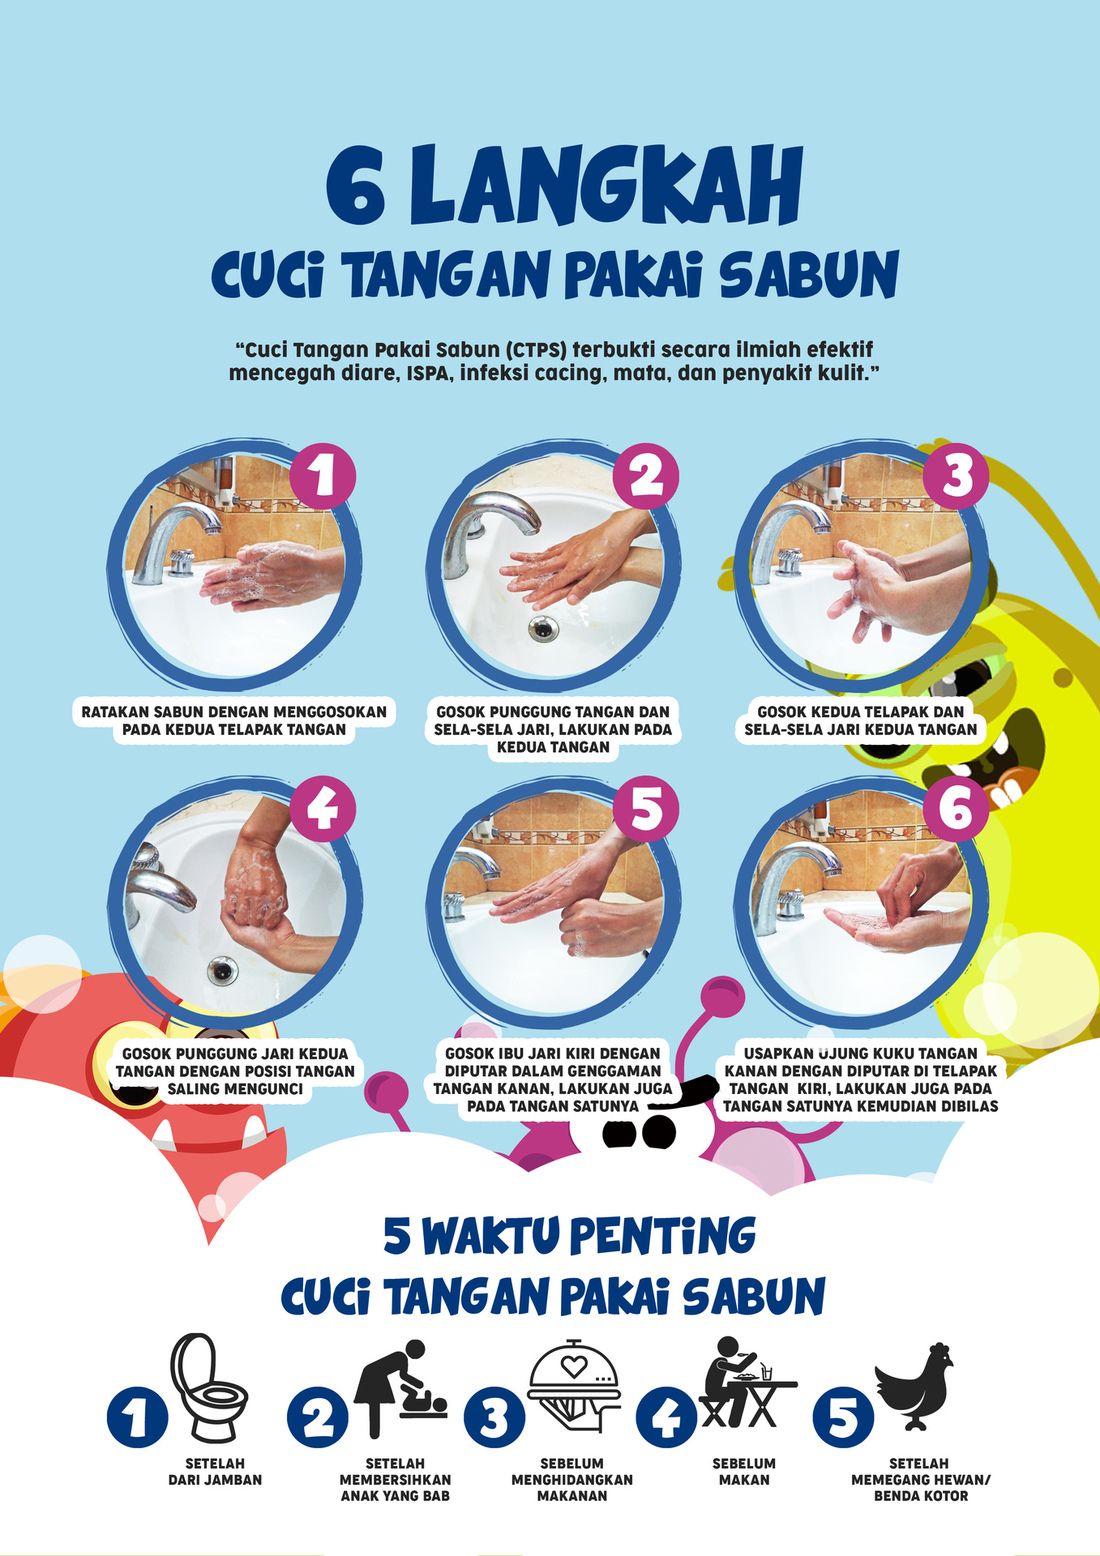 6 LANGKAH
CUCi TANGAN PAKAi SABUN
“Cuci Tangan Pakai Sabun (CTPS) terbukti secara ilmiah efektif
mencegah diare, ISPA, infeksi cacing, mata, dan penyakit kulit.”
1
RATAKAN SABUN DENGAN MENGGOSOKAN
PADA KEDUA TELAPAK TANGAN
2
GOSOK PUNGGUNG TANGAN DAN
SELA-SELA JARI, LAKUKAN PADA
KEDUA TANGAN
3
GOSOK KEDUA TELAPAK DAN
SELA-SELA JARI KEDUA TANGAN
4
GOSOK PUNGGUNG JARI KEDUA
TANGAN DENGAN POSISI TANGAN
SALING MENGUNCI
5
GOSOK IBU JARI KIRI DENGAN
DIPUTAR DALAM GENGGAMAN
TANGAN KANAN, LAKUKAN JUGA
PADA TANGAN SATUNYA
6
USAPKAN UJUNG KUKU TANGAN
KANAN DENGAN DIPUTAR DI TELAPAK
TANGAN KIRI, LAKUKAN JUGA PADA
TANGAN SATUNYA KEMUDIAN DIBILAS
5 WAKTU PENTiNG
CUCi TANGAN PAKAi SABUN
1
SETELAH
DARI JAMBAN
2
SETELAH
MEMBERSIHKAN
ANAK YANG BAB
3
SEBELUM
MENGHIDANGKAN
MAKANAN
4
SEBELUM
MAKAN
5
SETELAH
MEMEGANG HEWAN/
BENDA KOTOR